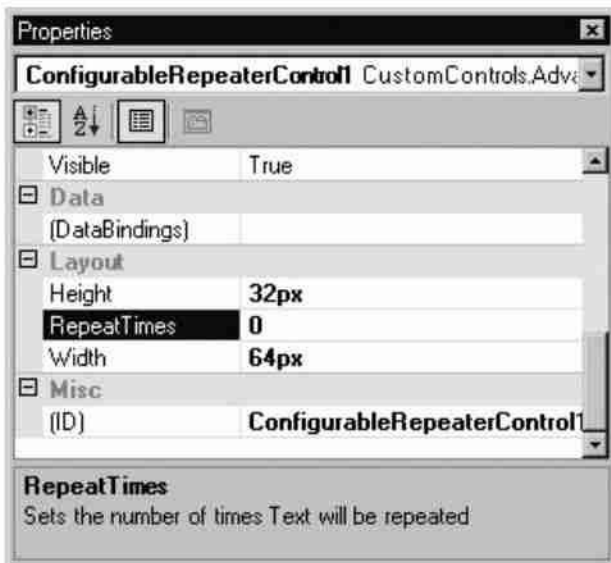 Properties
ConfigurableRepeaterControl1 CustomControls.Adva
A Z
Visible True
Data
(DataBindings)
Layout
Height 32px
RepeatTimes 0
Width 64px
Misc
(ID) ConfigurableRepeaterControl1
RepeatTimes
Sets the number of times Text will be repeated